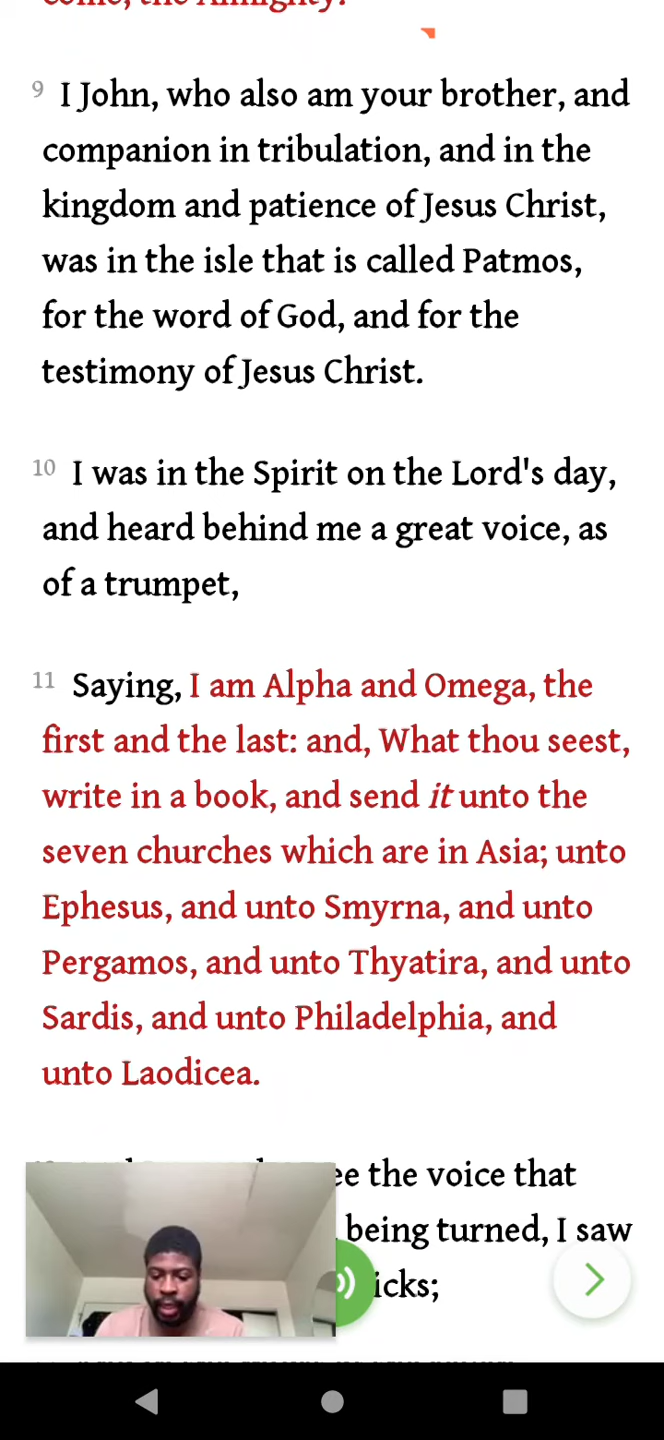 come, the Almighty.
9 I John, who also am your brother, and
companion in tribulation, and in the
kingdom and patience of Jesus Christ,
was in the isle that is called Patmos,
for the word of God, and for the
testimony of Jesus Christ.
10 I was in the Spirit on the Lord's day,
and heard behind me a great voice, as
of a trumpet,
11 Saying, I am Alpha and Omega, the
first and the last: and, What thou seest,
write in a book, and send it unto the
seven churches which are in Asia; unto
Ephesus, and unto Smyrna, and unto
Pergamos, and unto Thyatira, and unto
Sardis, and unto Philadelphia, and
unto Laodicea.
the voice that
being turned, I saw
icks;